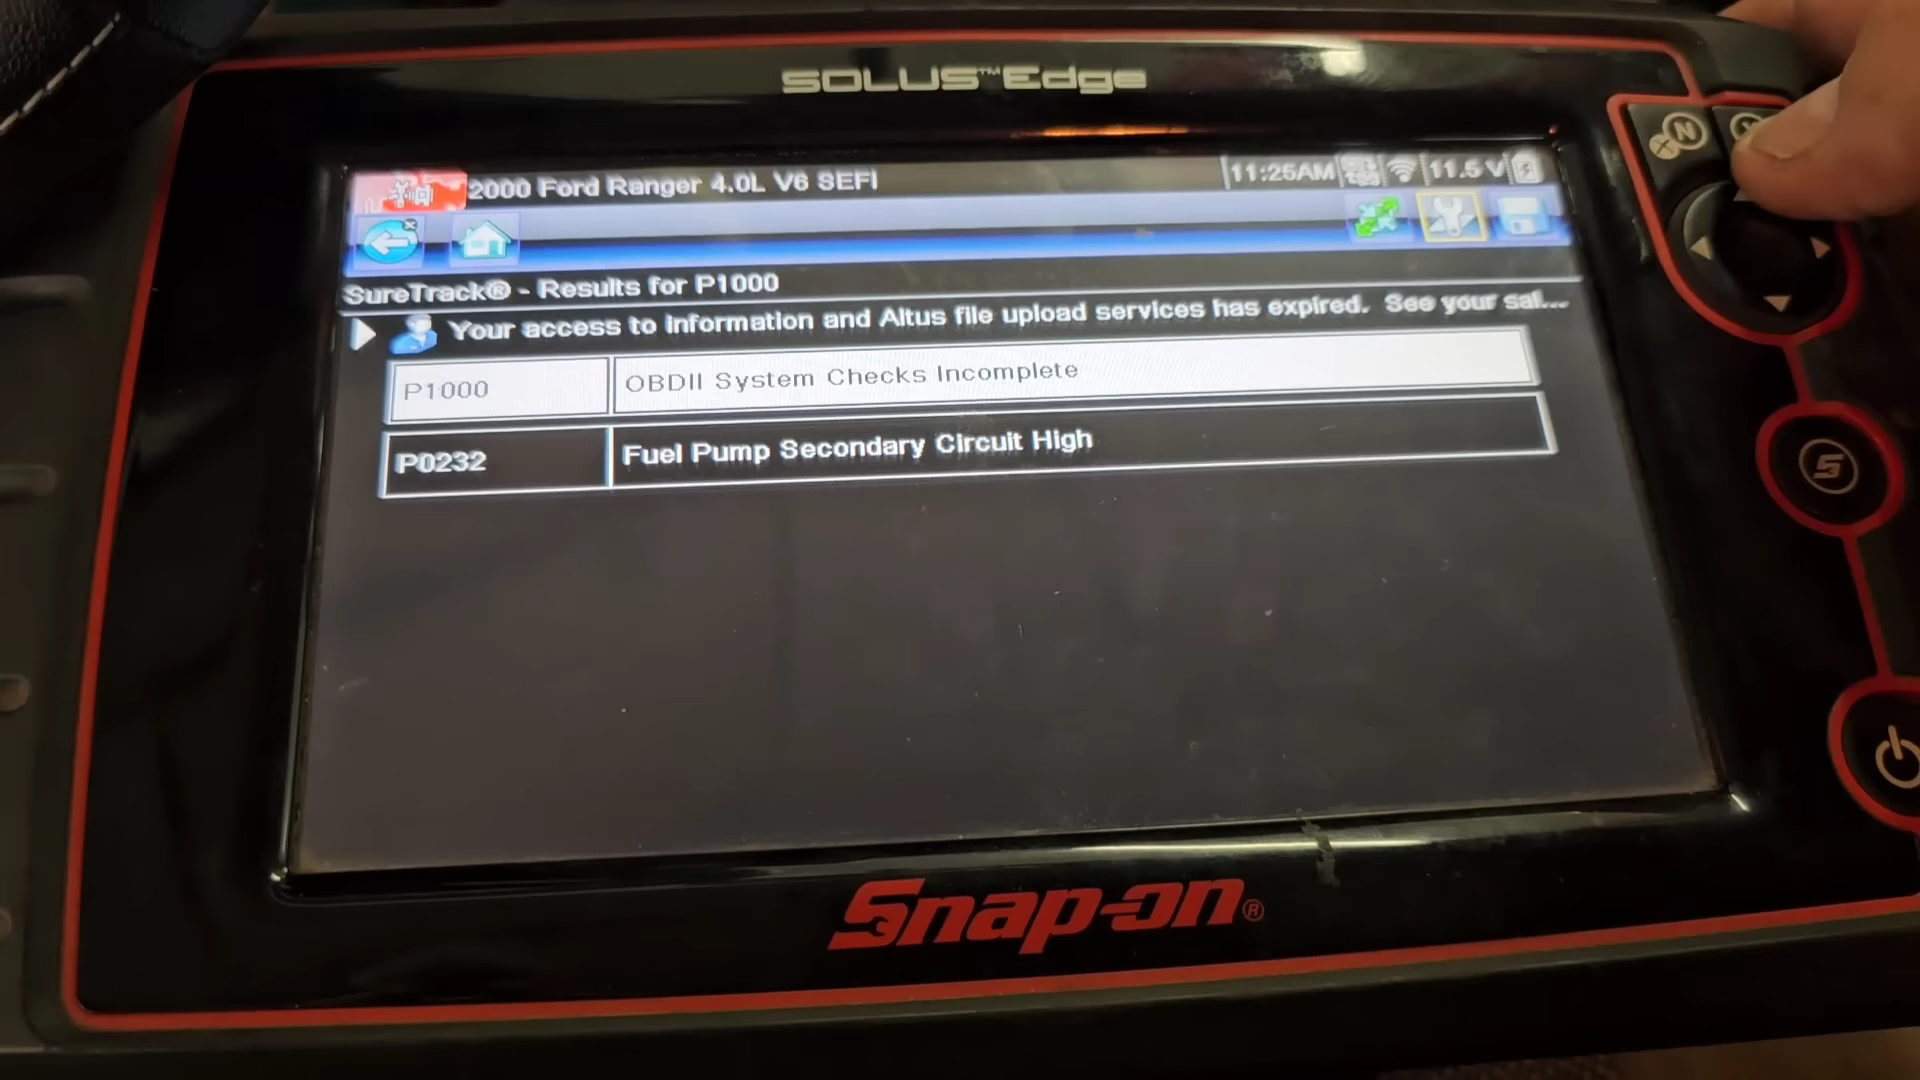 SOLUS™ Edge
2000 Ford Ranger 4.0L V6 SEFI
11:25AM 11.5 V
SureTrack® - Results for P1000
Your access to Information and Altus file upload services has expired. See your sal...
P1000 OBDII System Checks Incomplete
P0232 Fuel Pump Secondary Circuit High
N
S
Snap-on®